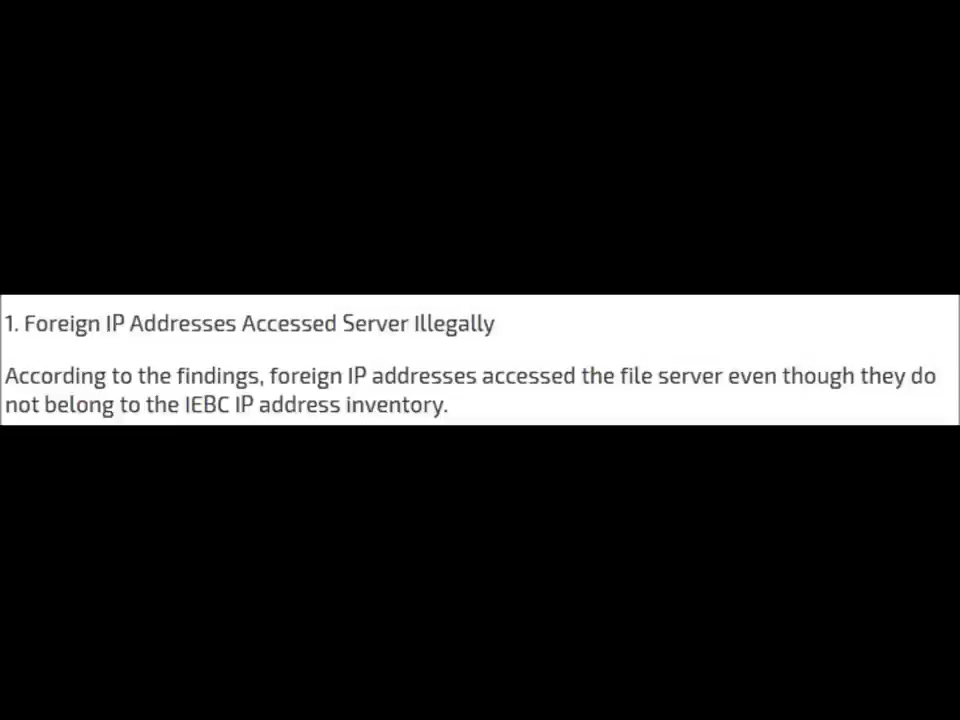 1. Foreign IP Addresses Accessed Server Illegally
According to the findings, foreign IP addresses accessed the file server even though they do
not belong to the IEBC IP address inventory.